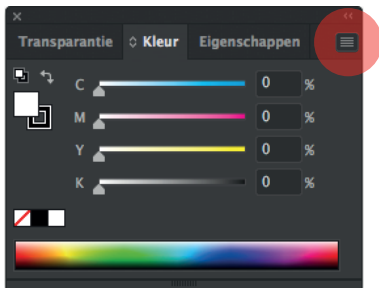 Transparantie Kleur Eigenschappen
C 0 %
M 0 %
Y 0 %
K 0 %